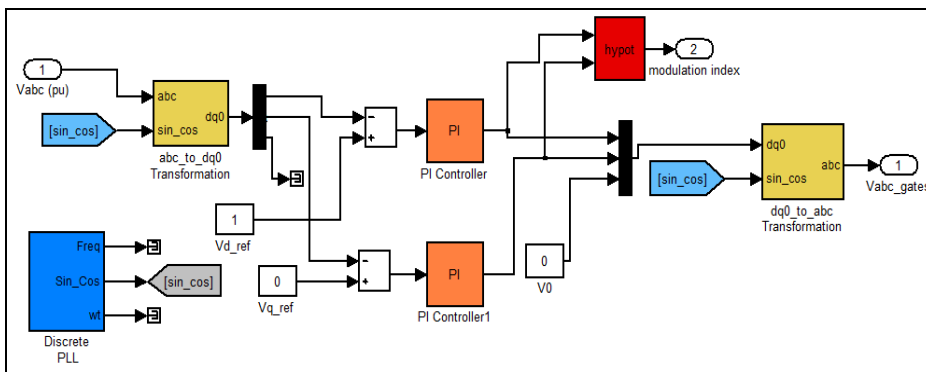 1
Vabc (pu)
[sin_cos]
abc
dq0
sin_cos
abc_to_dq0
Transformation
-
+
PI
PI Controller
hypot
2
modulation index
1
Vd_ref
Freq
Sin_Cos
wt
Discrete
PLL
[sin_cos]
0
Vq_ref
-
+
PI
PI Controller1
0
V0
[sin_cos]
dq0
abc
sin_cos
dq0_to_abc
Transformation
1
Vabc_gates